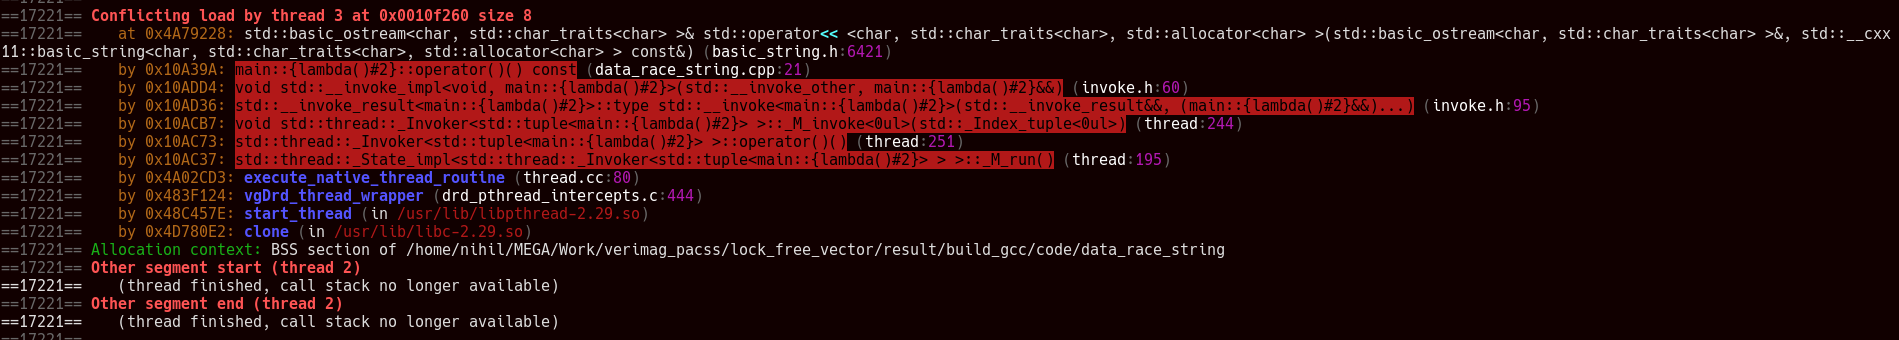 ==17221== Conflicting load by thread 3 at 0x0010f260 size 8
==17221==    at 0x4A79228: std::basic_ostream<char, std::char_traits<char> >& std::operator<< <char, std::char_traits<char>, std::allocator<char> >(std::basic_ostream<char, std::char_traits<char> >&, std::__cxx
11::basic_string<char, std::char_traits<char>, std::allocator<char> > const&) (basic_string.h:6421)
==17221==    by 0x10A39A: main::{lambda()#2}::operator()() const (data_race_string.cpp:21)
==17221==    by 0x10ADD4: void std::__invoke_impl<void, main::{lambda()#2}>(std::__invoke_other, main::{lambda()#2}&&) (invoke.h:60)
==17221==    by 0x10AD36: std::__invoke_result<main::{lambda()#2}>::type std::__invoke<main::{lambda()#2}>(std::__invoke_result&&, (main::{lambda()#2}&&)...) (invoke.h:95)
==17221==    by 0x10ACB7: void std::thread::_Invoker<std::tuple<main::{lambda()#2}> >::_M_invoke<0ul>(std::_Index_tuple<0ul>) (thread:244)
==17221==    by 0x10AC73: std::thread::_Invoker<std::tuple<main::{lambda()#2}> >::operator()() (thread:251)
==17221==    by 0x10AC37: std::thread::_State_impl<std::thread::_Invoker<std::tuple<main::{lambda()#2}> > >::_M_run() (thread:195)
==17221==    by 0x4A02CD3: execute_native_thread_routine (thread.cc:80)
==17221==    by 0x483F124: vgDrd_thread_wrapper (drd_pthread_intercepts.c:444)
==17221==    by 0x48C457E: start_thread (in /usr/lib/libpthread-2.29.so)
==17221==    by 0x4D780E2: clone (in /usr/lib/libc-2.29.so)
==17221== Allocation context: BSS section of /home/nihil/MEGA/Work/verimag_pacss/lock_free_vector/result/build_gcc/code/data_race_string
==17221== Other segment start (thread 2)
==17221==    (thread finished, call stack no longer available)
==17221== Other segment end (thread 2)
==17221==    (thread finished, call stack no longer available)